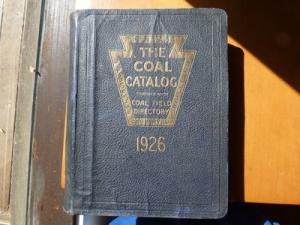 THE
COAL
CATALOG
COMBINED WITH
COAL FIELD
DIRECTORY
1926